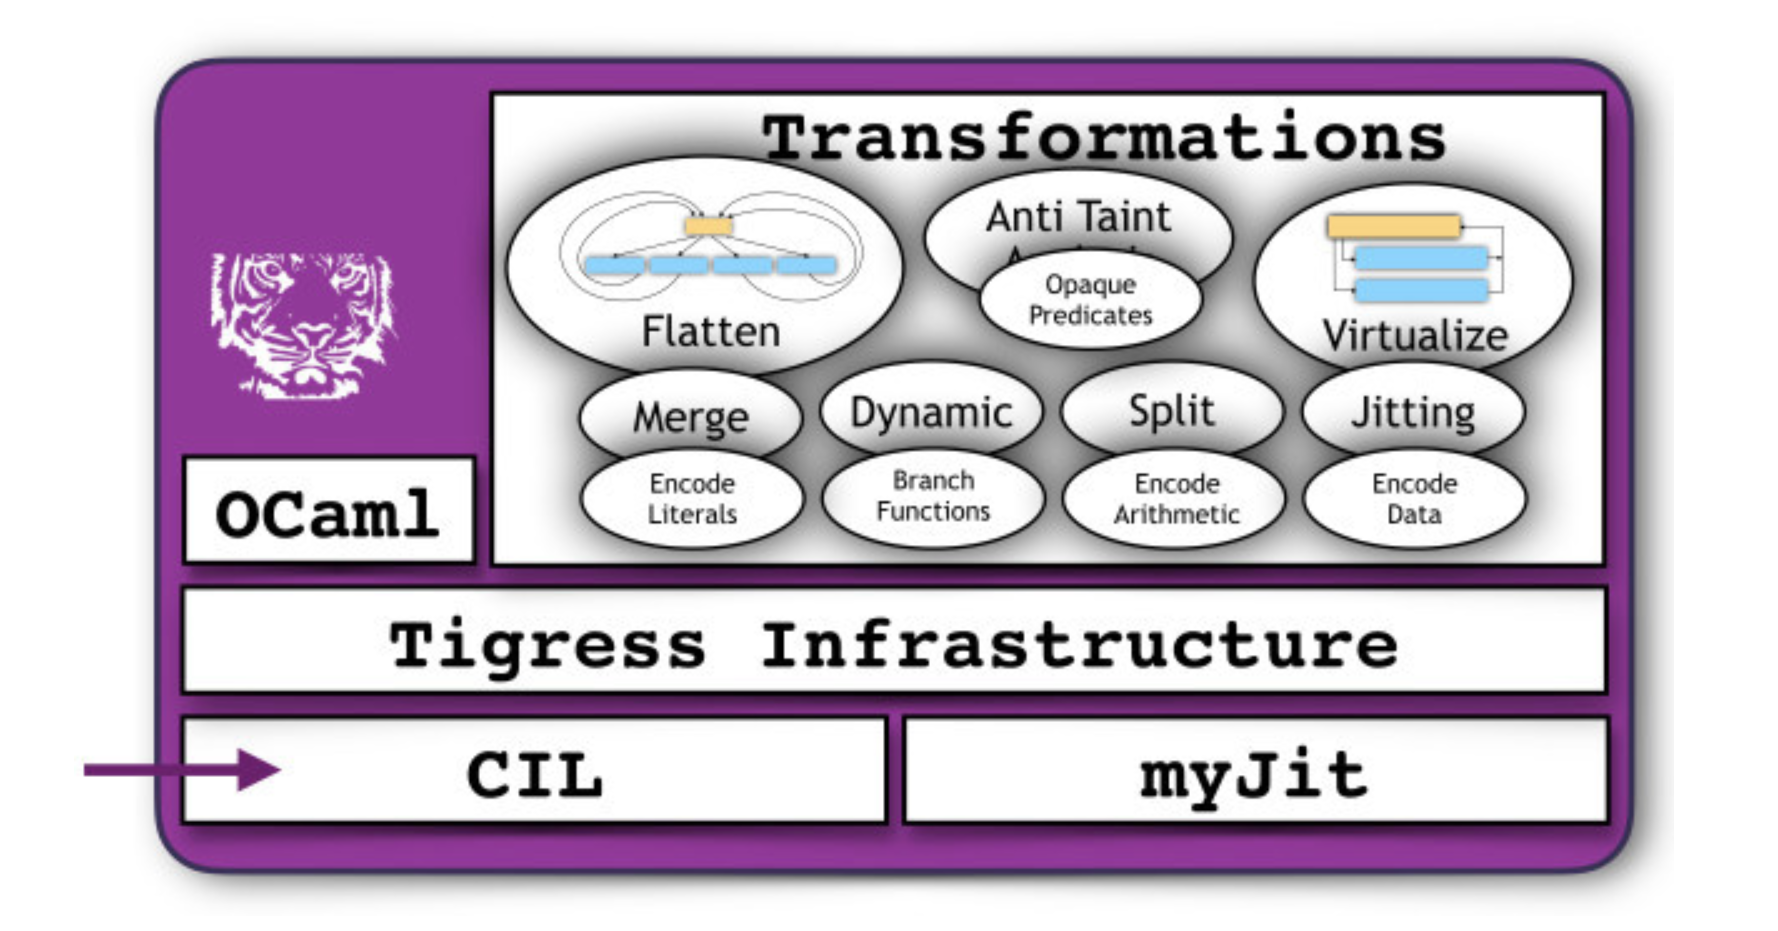 Transformations
Anti Taint
Opaque
Predicates
Flatten
Virtualize
Merge
Dynamic
Split
Jitting
Encode
Literals
Branch
Functions
Encode
Arithmetic
Encode
Data
OCaml
Tigress Infrastructure
CIL
myJit